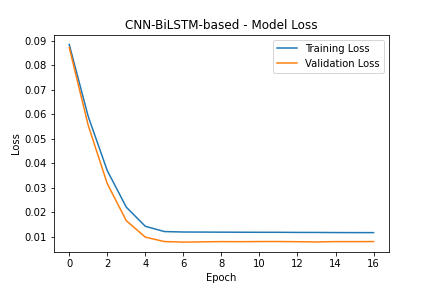 CNN-BiLSTM-based - Model Loss
Training Loss
Validation Loss
Loss
0.09
0.08
0.07
0.06
0.05
0.04
0.03
0.02
0.01
0 2 4 6 8 10 12 14 16
Epoch